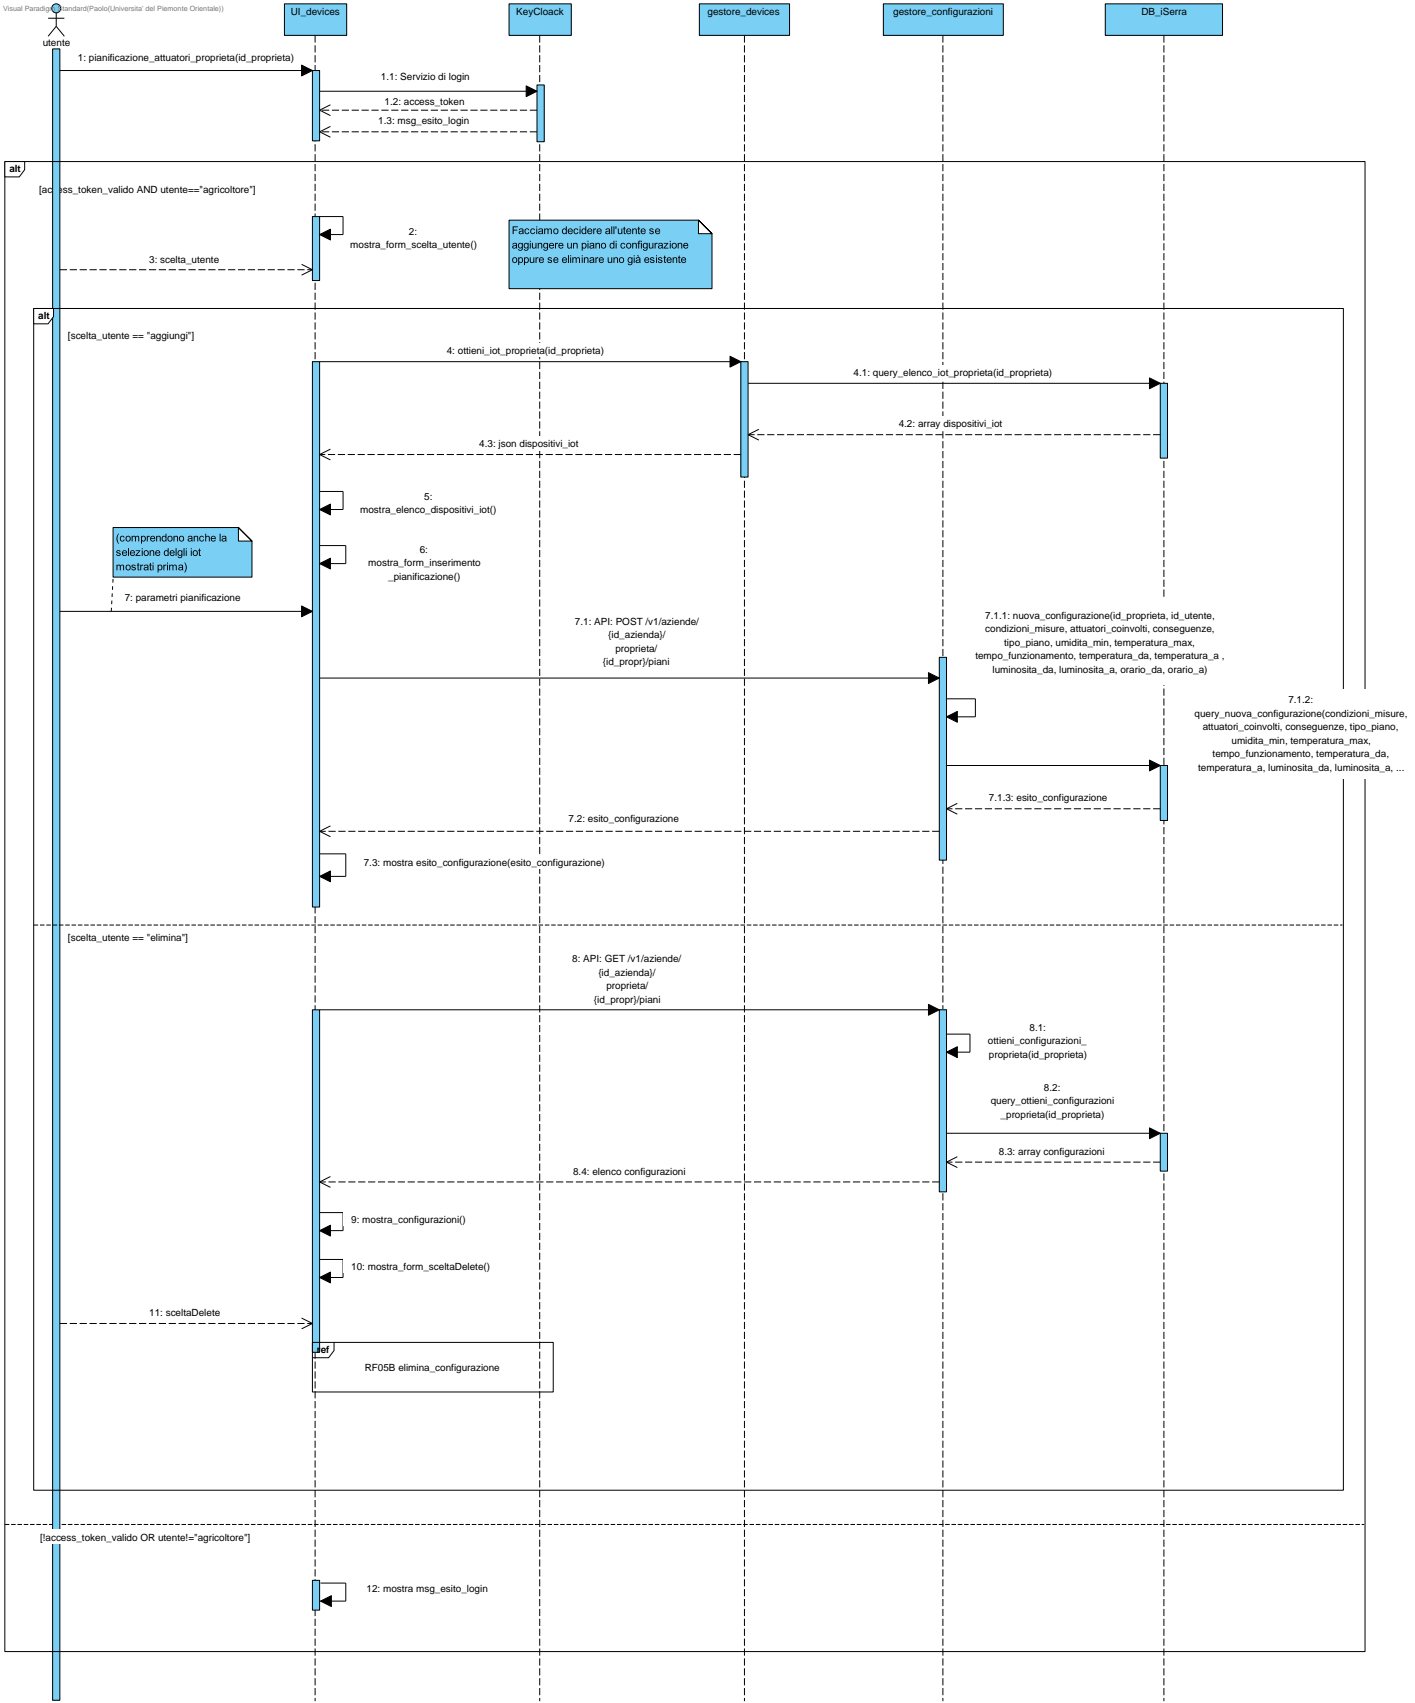 Visual Paradigm Standard(Paolo(Universita' del Piemonte Orientale))
utente
UI_devices
KeyCloack
gestore_devices
gestore_configurazioni
DB_iSerra
1: pianificazione_attuatori_proprieta(id_proprieta)
1.1: Servizio di login
1.2: access_token
1.3: msg_esito_login
alt
[access_token_valido AND utente=="agricoltore"]
2:
mostra_form_scelta_utente()
Facciamo decidere all'utente se
aggiungere un piano di configurazione
oppure se eliminare uno già esistente
3: scelta_utente
alt
[scelta_utente == "aggiungi"]
4: ottieni_iot_proprieta(id_proprieta)
4.1: query_elenco_iot_proprieta(id_proprieta)
4.2: array dispositivi_iot
4.3: json dispositivi_iot
5:
mostra_elenco_dispositivi_iot()
(comprendono anche la
selezione delgli iot
mostrati prima)
6:
mostra_form_inserimento
_pianificazione()
7: parametri pianificazione
7.1: API: POST /v1/aziende/
{id_azienda}/
proprieta/
{id_propr}/piani
7.1.1: nuova_configurazione(id_proprieta, id_utente,
condizioni_misure, attuatori_coinvolti, conseguenze,
tipo_piano, umidita_min, temperatura_max,
tempo_funzionamento, temperatura_da, temperatura_a ,
luminosita_da, luminosita_a, orario_da, orario_a)
7.1.2:
query_nuova_configurazione(condizioni_misure,
attuatori_coinvolti, conseguenze, tipo_piano,
umidita_min, temperatura_max,
tempo_funzionamento, temperatura_da,
temperatura_a, luminosita_da, luminosita_a, ...
7.1.3: esito_configurazione
7.2: esito_configurazione
7.3: mostra esito_configurazione(esito_configurazione)
[scelta_utente == "elimina"]
8: API: GET /v1/aziende/
{id_azienda}/
proprieta/
{id_propr}/piani
8.1:
ottieni_configurazioni_
proprieta(id_proprieta)
8.2:
query_ottieni_configurazioni
_proprieta(id_proprieta)
8.3: array configurazioni
8.4: elenco configurazioni
9: mostra_configurazioni()
10: mostra_form_sceltaDelete()
11: sceltaDelete
ref
RF05B elimina_configurazione
[!access_token_valido OR utente!="agricoltore"]
12: mostra msg_esito_login